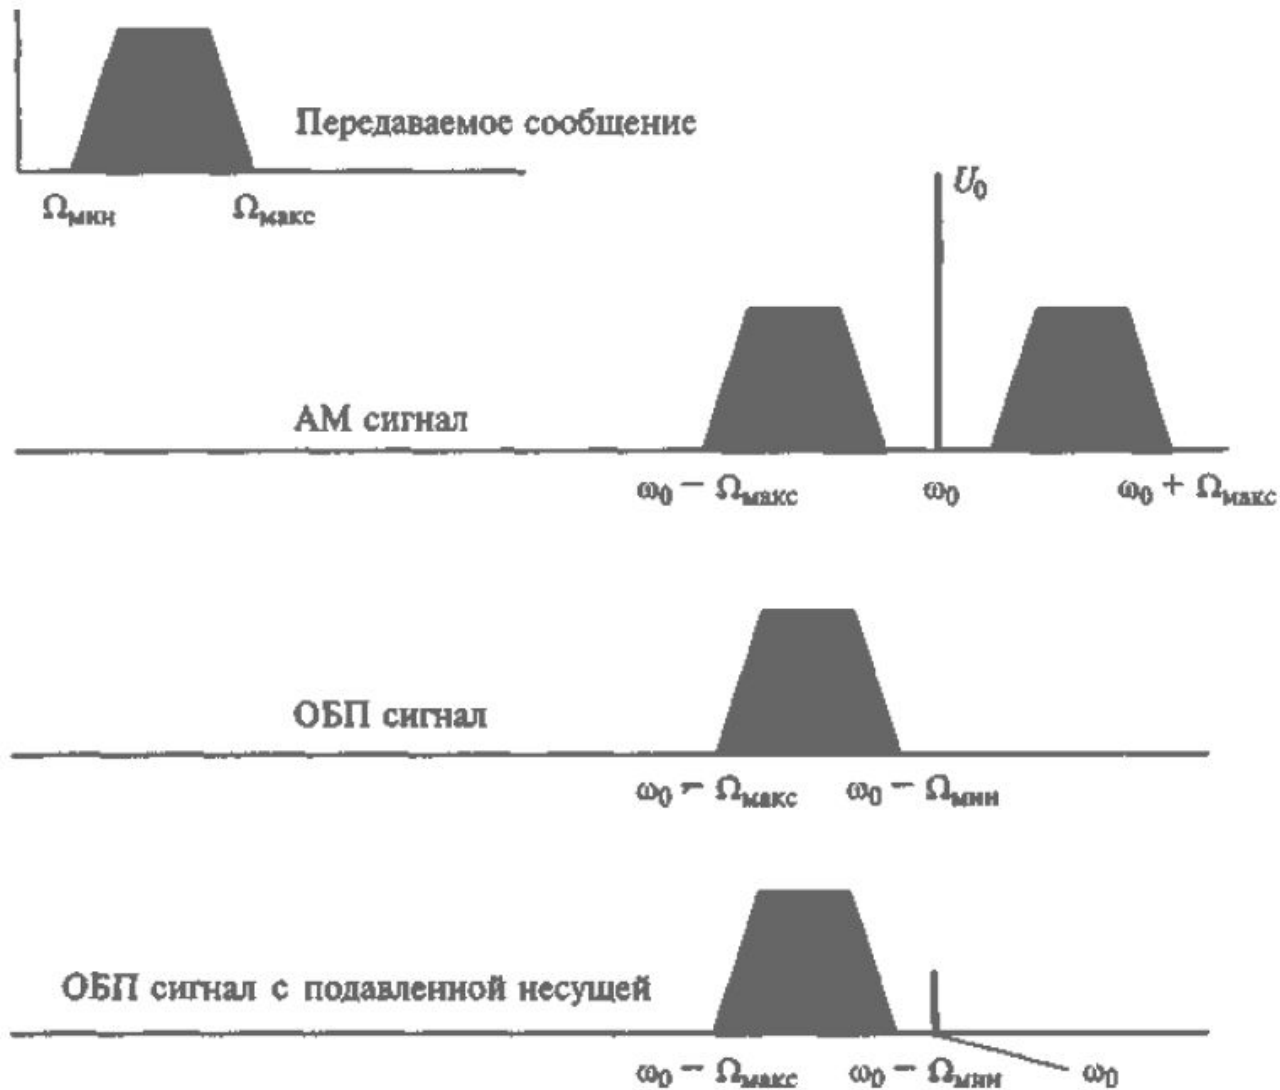 Передаваемое сообщение
Ωмин Ωмакс
U₀
АМ сигнал
ω₀ − Ωмакс ω₀ ω₀ + Ωмакс
ОБП сигнал
ω₀ − Ωмакс ω₀ − Ωмин
ОБП сигнал с подавленной несущей
ω₀ − Ωмакс ω₀ − Ωмин ω₀